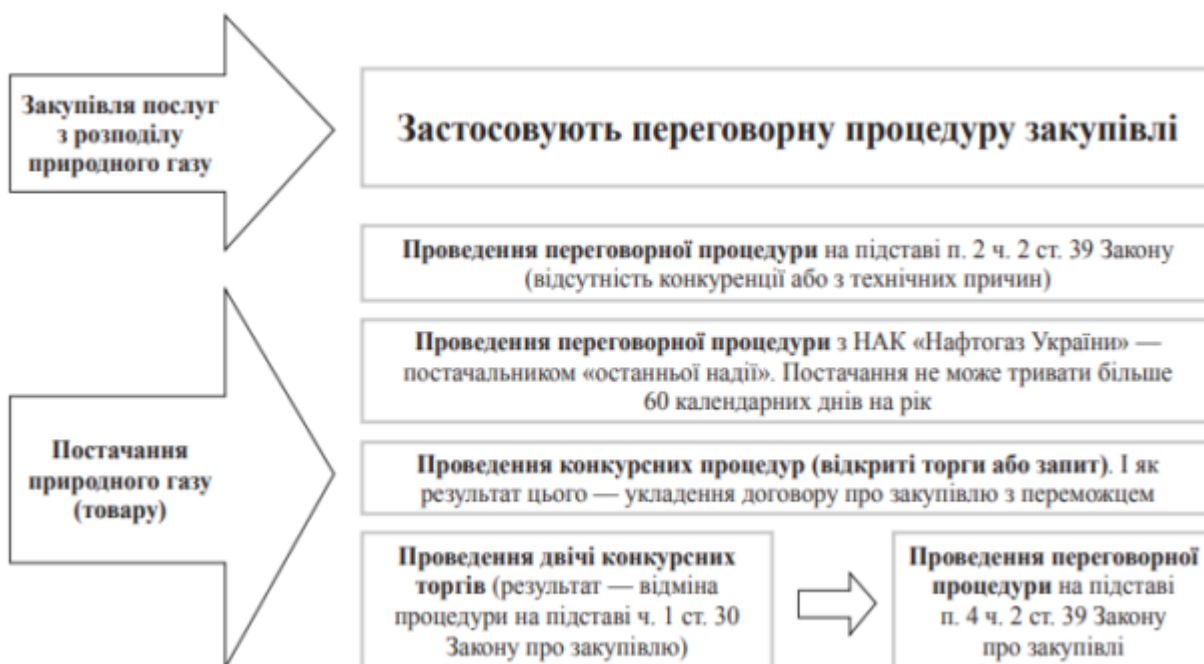 Закупівля послуг
з розподілу
природного газу
Застосовують переговорну процедуру закупівлі
Проведення переговорної процедури на підставі п. 2 ч. 2 ст. 39 Закону
(відсутність конкуренції або з технічних причин)
Проведення переговорної процедури з НАК «Нафтогаз України» —
постачальником «останньої надії». Постачання не може тривати більше
60 календарних днів на рік
Постачання
природного газу
(товару)
Проведення конкурсних процедур (відкриті торги або запит). І як
результат цього — укладення договору про закупівлю з переможцем
Проведення двічі конкурсних
торгів (результат — відміна
процедури на підставі ч. 1 ст. 30
Закону про закупівлю)
Проведення переговорної
процедури на підставі
п. 4 ч. 2 ст. 39 Закону
про закупівлі